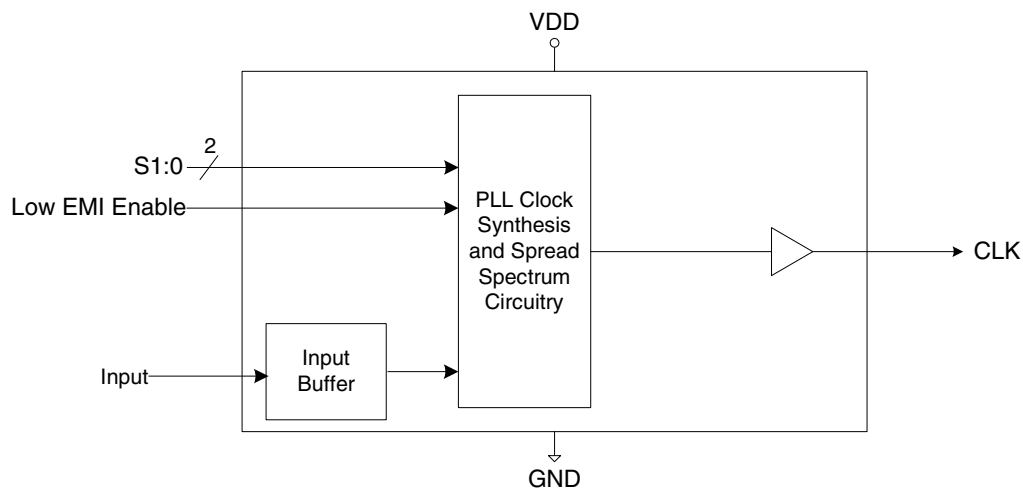 VDD
2
S1:0
Low EMI Enable
PLL Clock
Synthesis
and Spread
Spectrum
Circuitry
CLK
Input
Input
Buffer
GND